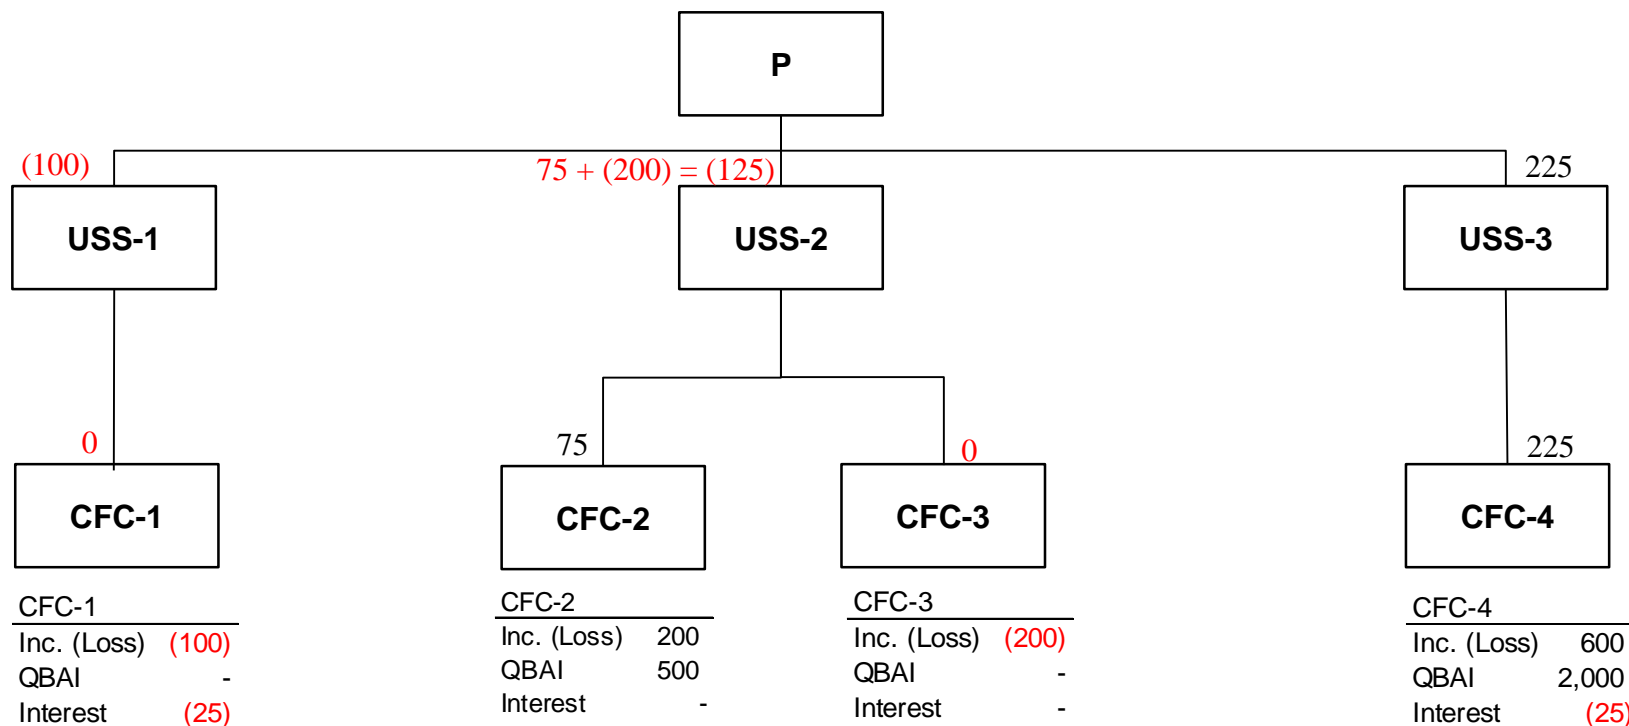 P
(100)
75 + (200) = (125)
225
USS-1
USS-2
USS-3
0
75
0
225
CFC-1
CFC-2
CFC-3
CFC-4
CFC-1
Inc. (Loss) (100)
QBAI -
Interest (25)
CFC-2
Inc. (Loss) 200
QBAI 500
Interest -
CFC-3
Inc. (Loss) (200)
QBAI -
Interest -
CFC-4
Inc. (Loss) 600
QBAI 2,000
Interest (25)